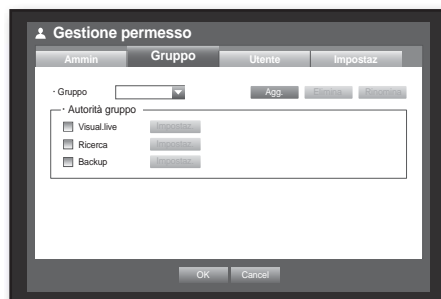 Gestione permesso
Ammin Gruppo Utente Impostaz
· Gruppo Agg. Elimina Rinomina
· Autorità gruppo
Visual.live Impostaz.
Ricerca Impostaz.
Backup Impostaz.
OK Cancel